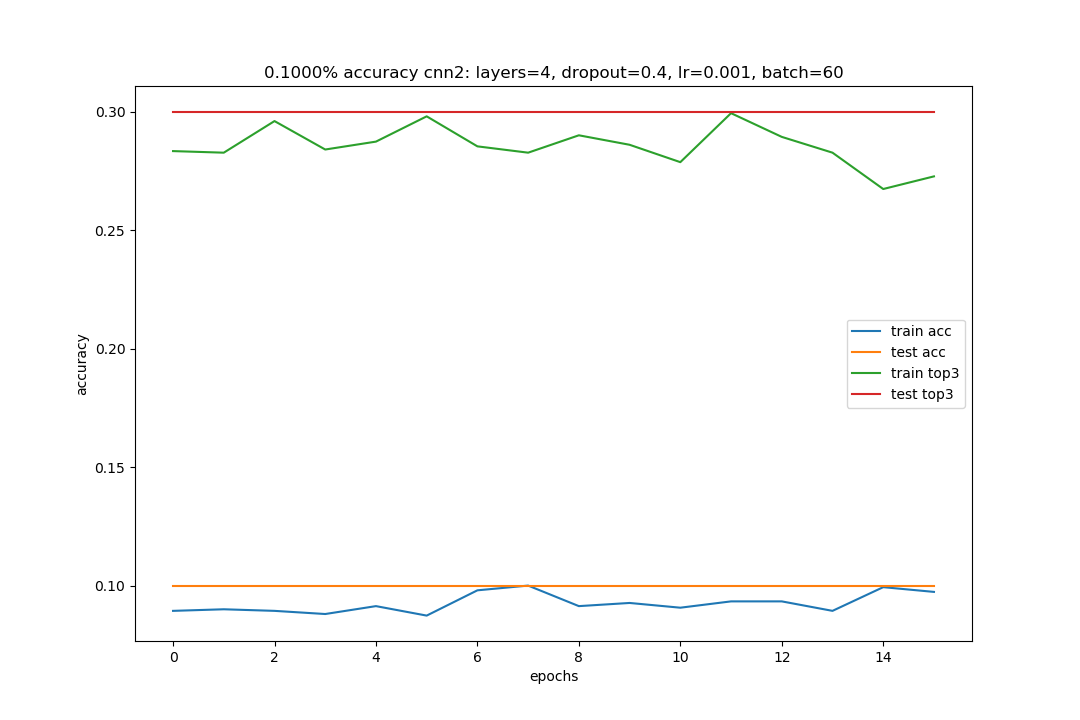 0.1000% accuracy cnn2: layers=4, dropout=0.4, lr=0.001, batch=60
0.30
0.25
0.20
0.15
0.10
accuracy
train acc
test acc
train top3
test top3
0 2 4 6 8 10 12 14
epochs